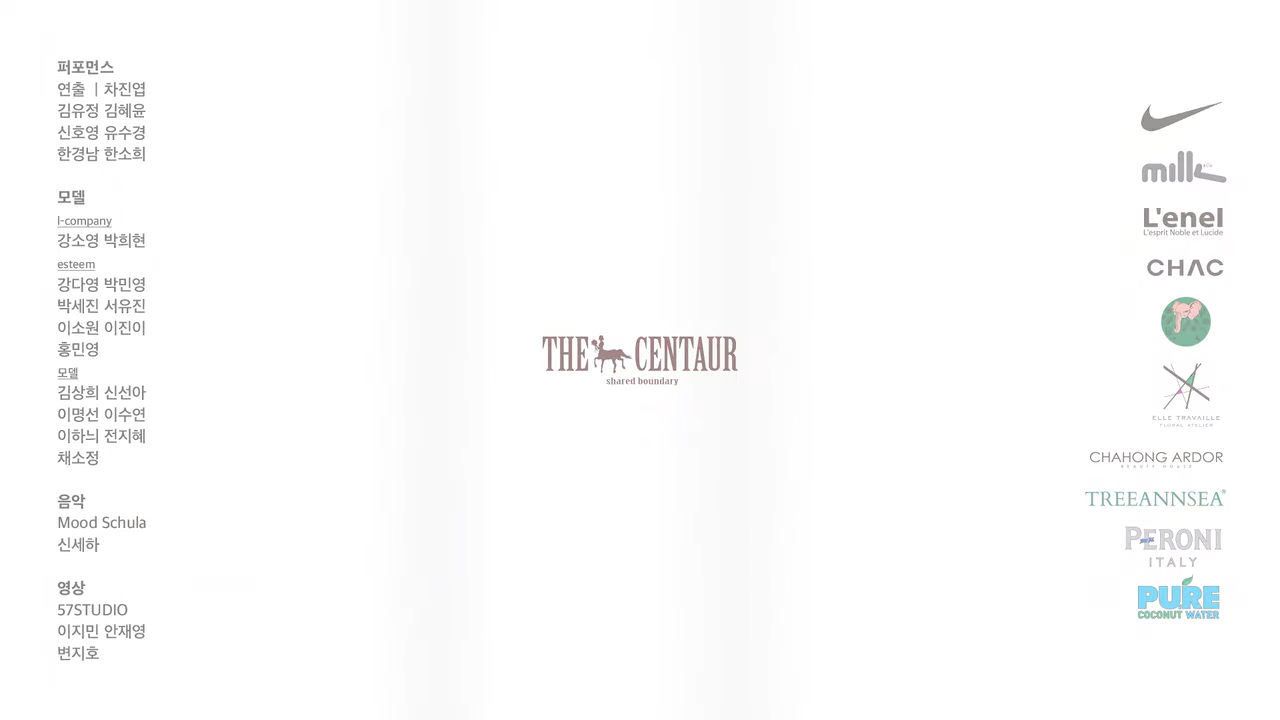 퍼포먼스
연출 | 차진엽
김유정 김혜윤
신호영 유수경
한경남 한소희
모델
I-company
강소영 박희현
esteem
강다영 박민영
박세진 서유진
이소원 이진이
홍민영
모델
김상희 신선아
이명선 이수연
이하늬 전지혜
채소정
음악
Mood Schula
신세하
영상
57STUDIO
이지민 안재영
변지호
THE CENTAUR
shared boundary
milk
L'enel
L'esprit Noble et Lucide
CHAC
ELLE TRAVAILLE
FLORAL ATELIER
CHAHONG ARDOR
BEAUTY HOUSE
TREEANNSEA®
PERONI
ITALY
PURE
COCONUT WATER